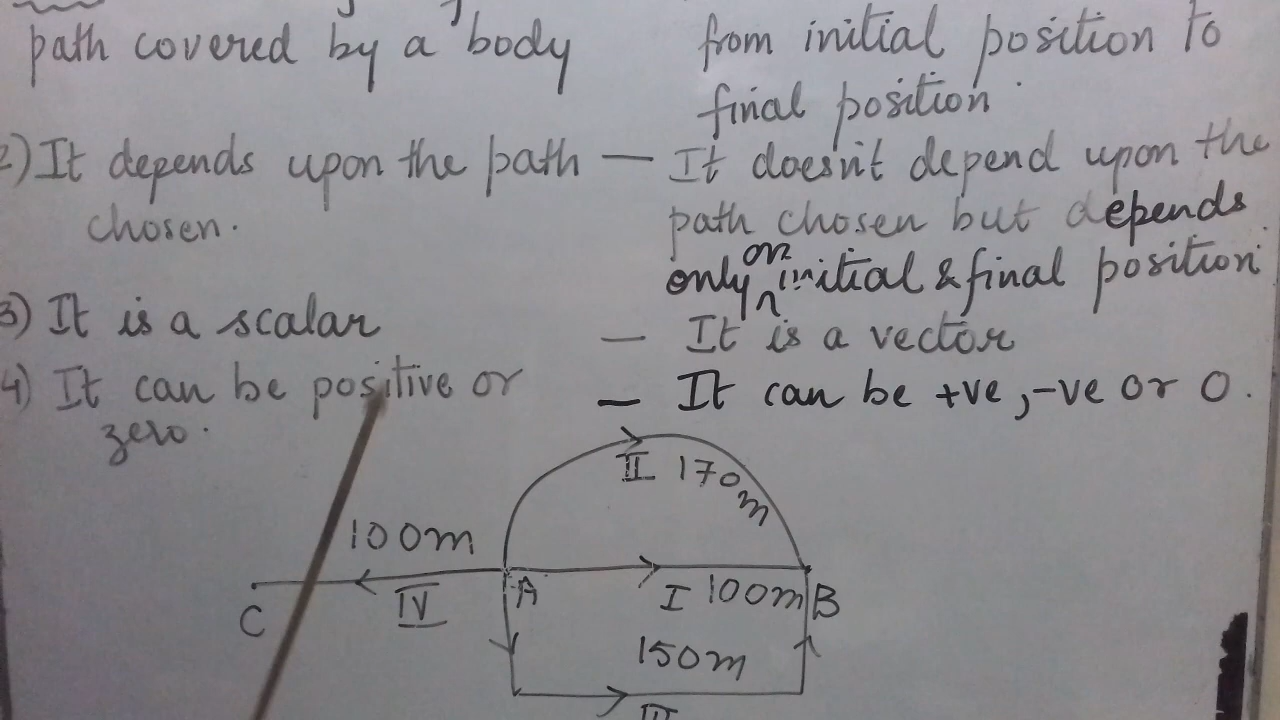 path covered by a body
from initial position to
final position.
2) It depends upon the path — It doesn't depend upon the
chosen.
path chosen but depends
only on initial & final position
3) It is a scalar — It is a vector
4) It can be positive or — It can be +ve, -ve or 0.
zero.
II 170m
100m
C IV A I 100m B
150m
III